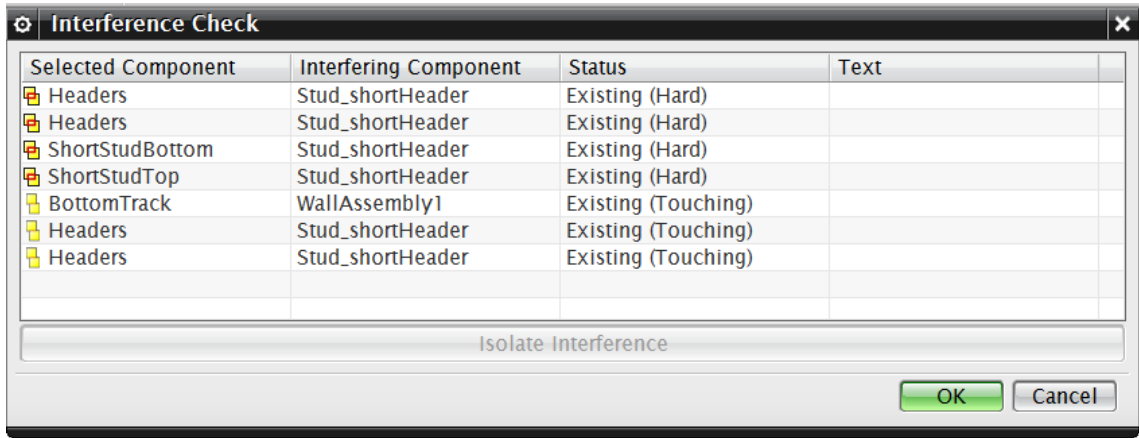 Interference Check
Selected Component Interfering Component Status Text
Headers Stud_shortHeader Existing (Hard)
Headers Stud_shortHeader Existing (Hard)
ShortStudBottom Stud_shortHeader Existing (Hard)
ShortStudTop Stud_shortHeader Existing (Hard)
BottomTrack WallAssembly1 Existing (Touching)
Headers Stud_shortHeader Existing (Touching)
Headers Stud_shortHeader Existing (Touching)
Isolate Interference
OK Cancel